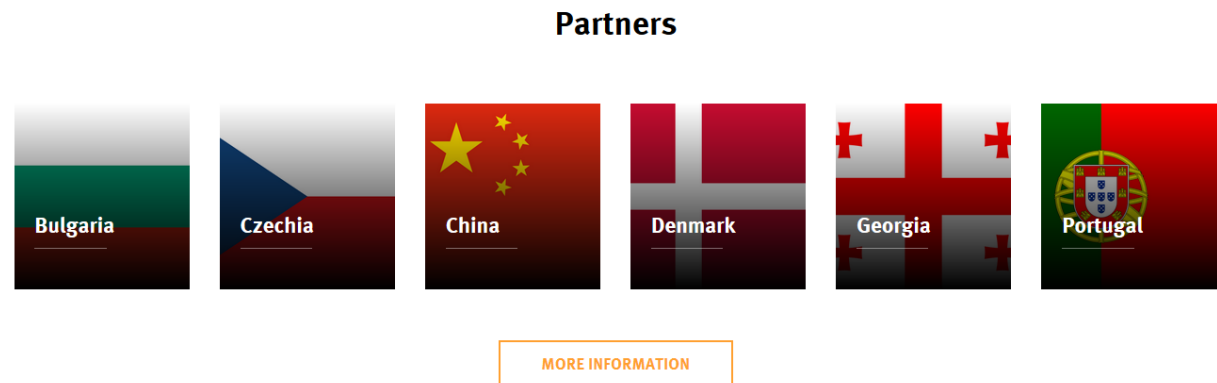 Partners
Bulgaria
Czechia
China
Denmark
Georgia
Portugal
MORE INFORMATION